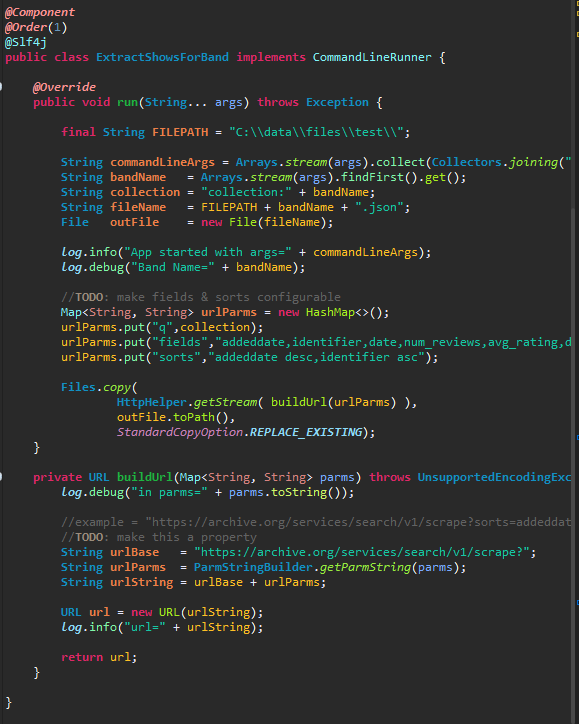 @Component
@Order(1)
@Slf4j
public class ExtractShowsForBand implements CommandLineRunner {
@Override
public void run(String... args) throws Exception {
final String FILEPATH = "C:\\data\\files\\test\\";
String commandLineArgs = Arrays.stream(args).collect(Collectors.joining("
String bandName = Arrays.stream(args).findFirst().get();
String collection = "collection:" + bandName;
String fileName = FILEPATH + bandName + ".json";
File outFile = new File(fileName);
log.info("App started with args=" + commandLineArgs);
log.debug("Band Name=" + bandName);
//TODO: make fields & sorts configurable
Map<String, String> urlParms = new HashMap<>();
urlParms.put("q",collection);
urlParms.put("fields","addeddate,identifier,date,num_reviews,avg_rating,d
urlParms.put("sorts","addeddate desc,identifier asc");
Files.copy(
HttpHelper.getStream( buildUrl(urlParms) ),
outFile.toPath(),
StandardCopyOption.REPLACE_EXISTING);
}
private URL buildUrl(Map<String, String> parms) throws UnsupportedEncodingExc
log.debug("in parms=" + parms.toString());
//example = "https://archive.org/services/search/v1/scrape?sorts=addeddat
//TODO: make this a property
String urlBase = "https://archive.org/services/search/v1/scrape?";
String urlParms = ParmStringBuilder.getParmString(parms);
String urlString = urlBase + urlParms;
URL url = new URL(urlString);
log.info("url=" + urlString);
return url;
}
}